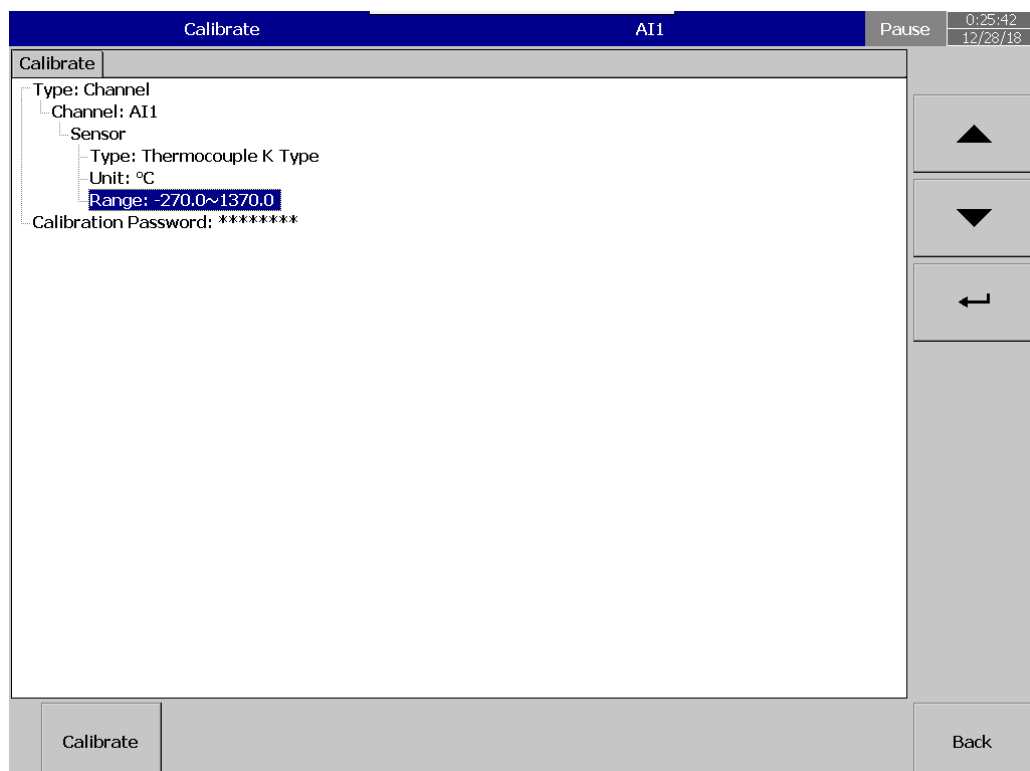 Calibrate AI1 Pause 0:25:42
12/28/18
Calibrate
Type: Channel
Channel: AI1
Sensor
Type: Thermocouple K Type
Unit: °C
Range: -270.0~1370.0
Calibration Password: ********
Calibrate Back